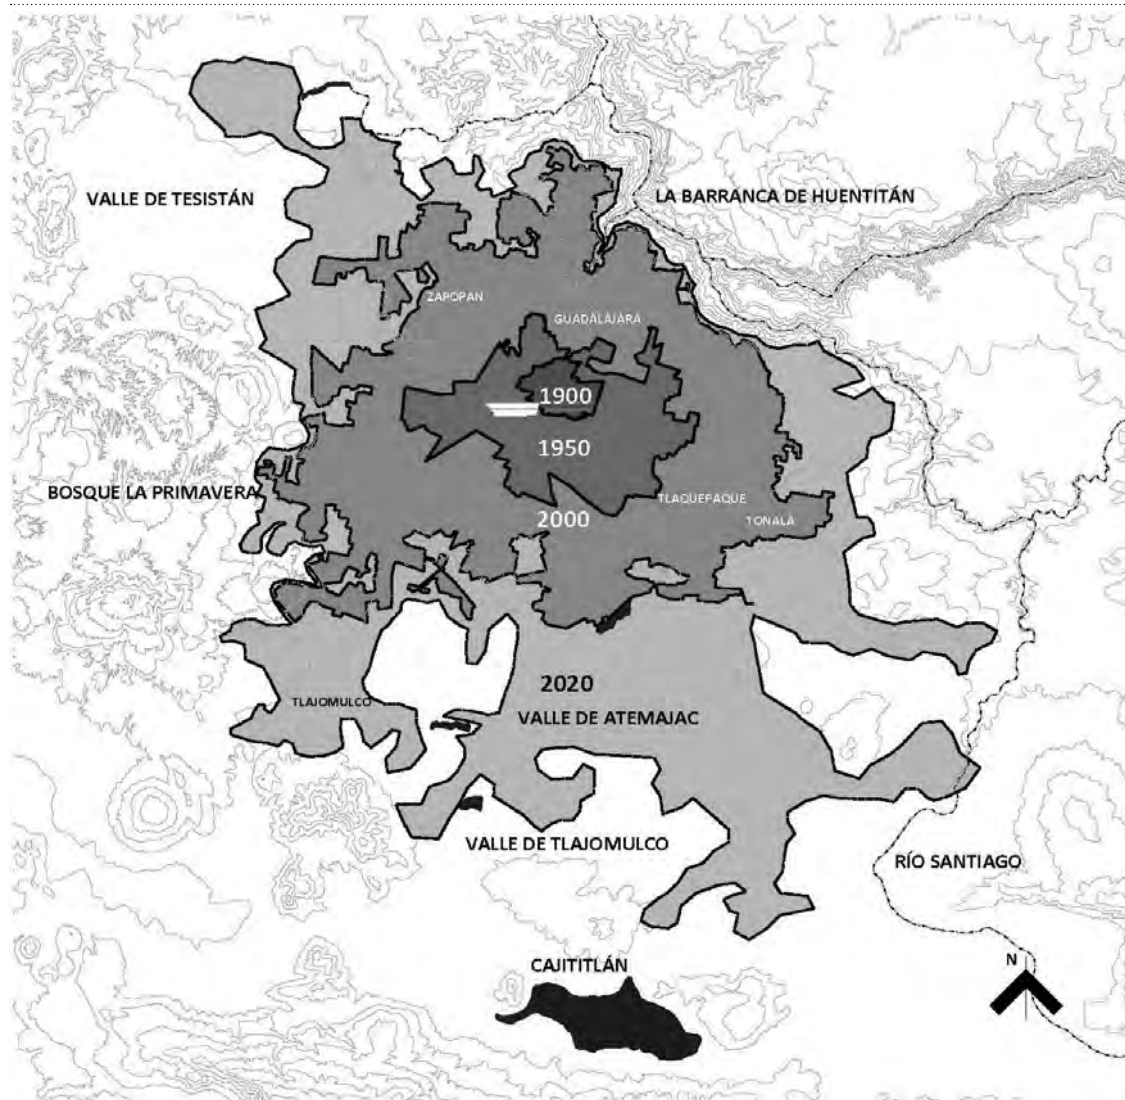 VALLE DE TESISTÁN
LA BARRANCA DE HUENTITÁN
ZAPOPAN
GUADALAJARA
1900
1950
BOSQUE LA PRIMAVERA
TLAQUEPAQUE
2000
TONALÁ
2020
TLAJOMULCO
VALLE DE ATEMAJAC
VALLE DE TLAJOMULCO
RÍO SANTIAGO
CAJITITLÁN
N